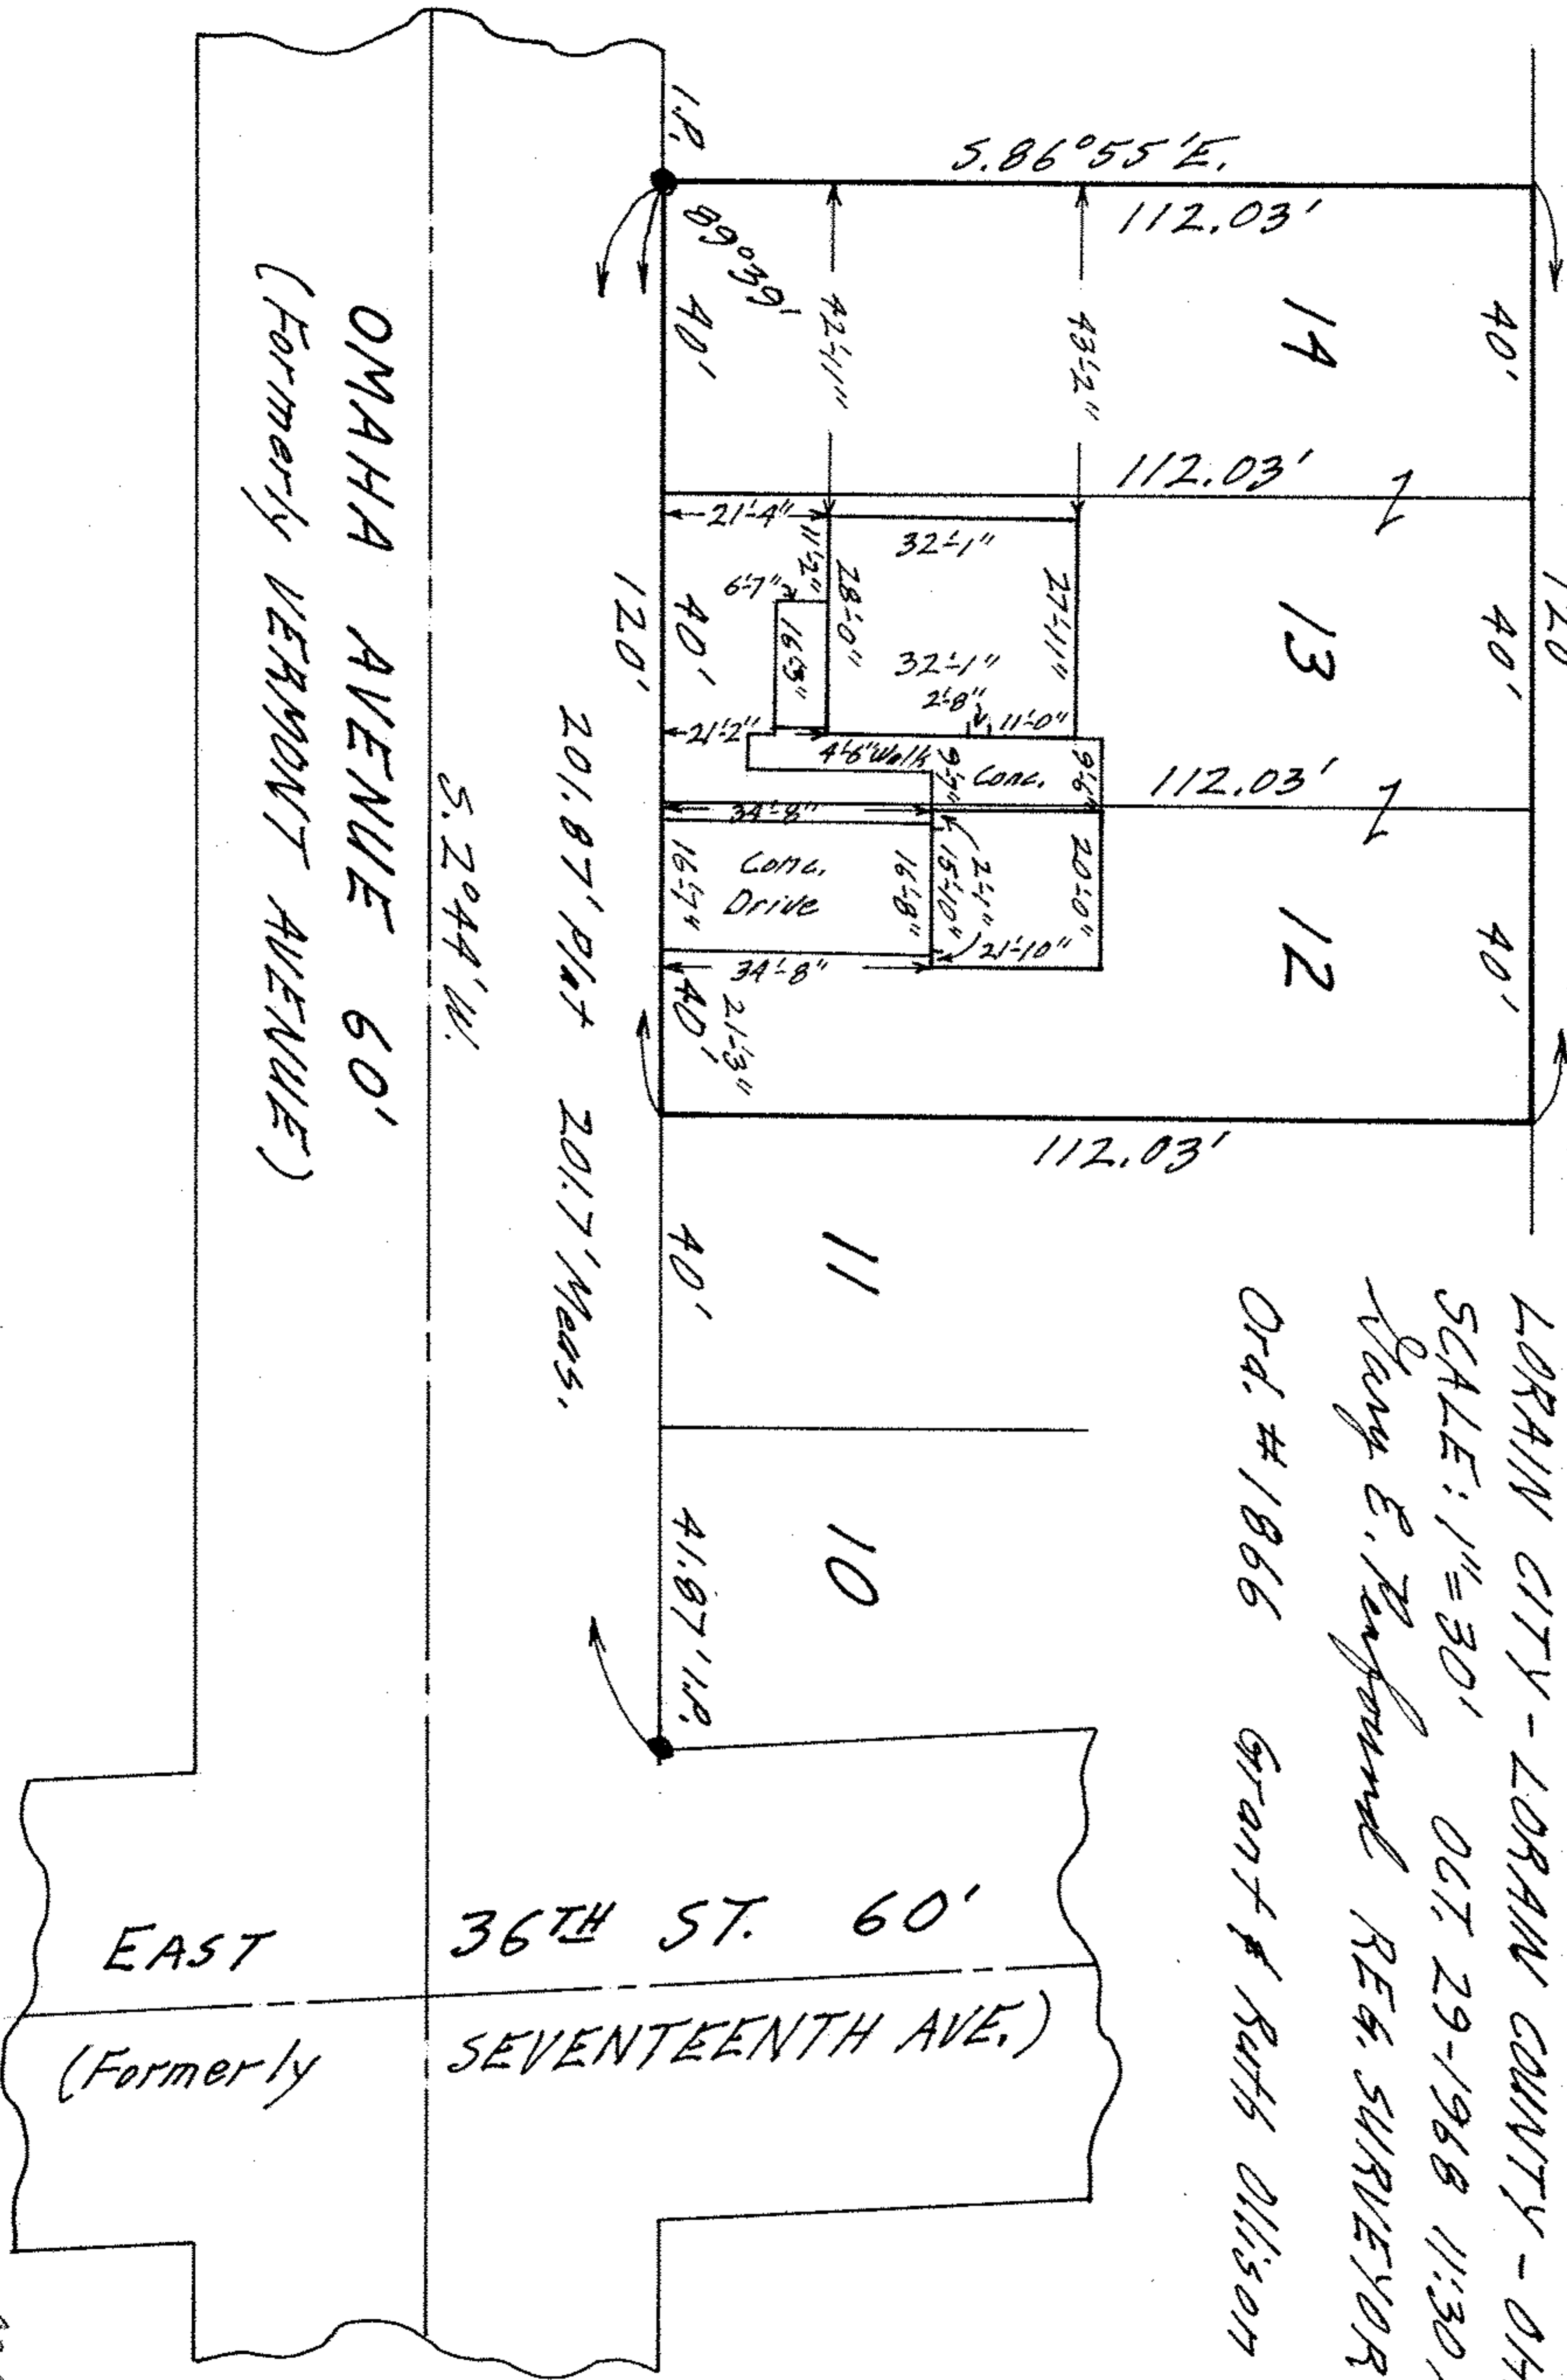 LORAIN CITY - LORAIN COUNTY - OH
SCALE: 1"=30' OCT. 29-1968 11:30
REG. SURVEYOR
Ord. #1866 Grant & Ruth Ollison
120'
40' 40' 40'
14 13 12 11 10
S. 86°55' E.
112.03'
112.03'
112.03'
112.03'
43'-2"
42'-11"
32'-1"
27'-11"
32'-1"
2'-8"
11'-0"
28'-0"
11'-2"
21'-4"
6'-7"
16'-3"
21'-2"
4'-6" Walk
Conc.
9'-7"
9'-6"
34'-8"
20'-0"
2'-1"
15'-10"
21'-10"
16'-8"
Conc.
Drive
16'-7"
34'-8"
21'-3"
I.P.
89°39'
40' 40' 40' 40' 41.87' I.P.
120'
201.87' Plat 201.7' Meas.
S. 2°44' W.
OMAHA AVENUE 60'
(Formerly VERMONT AVENUE)
EAST 36TH ST. 60'
(Formerly SEVENTEENTH AVE.)